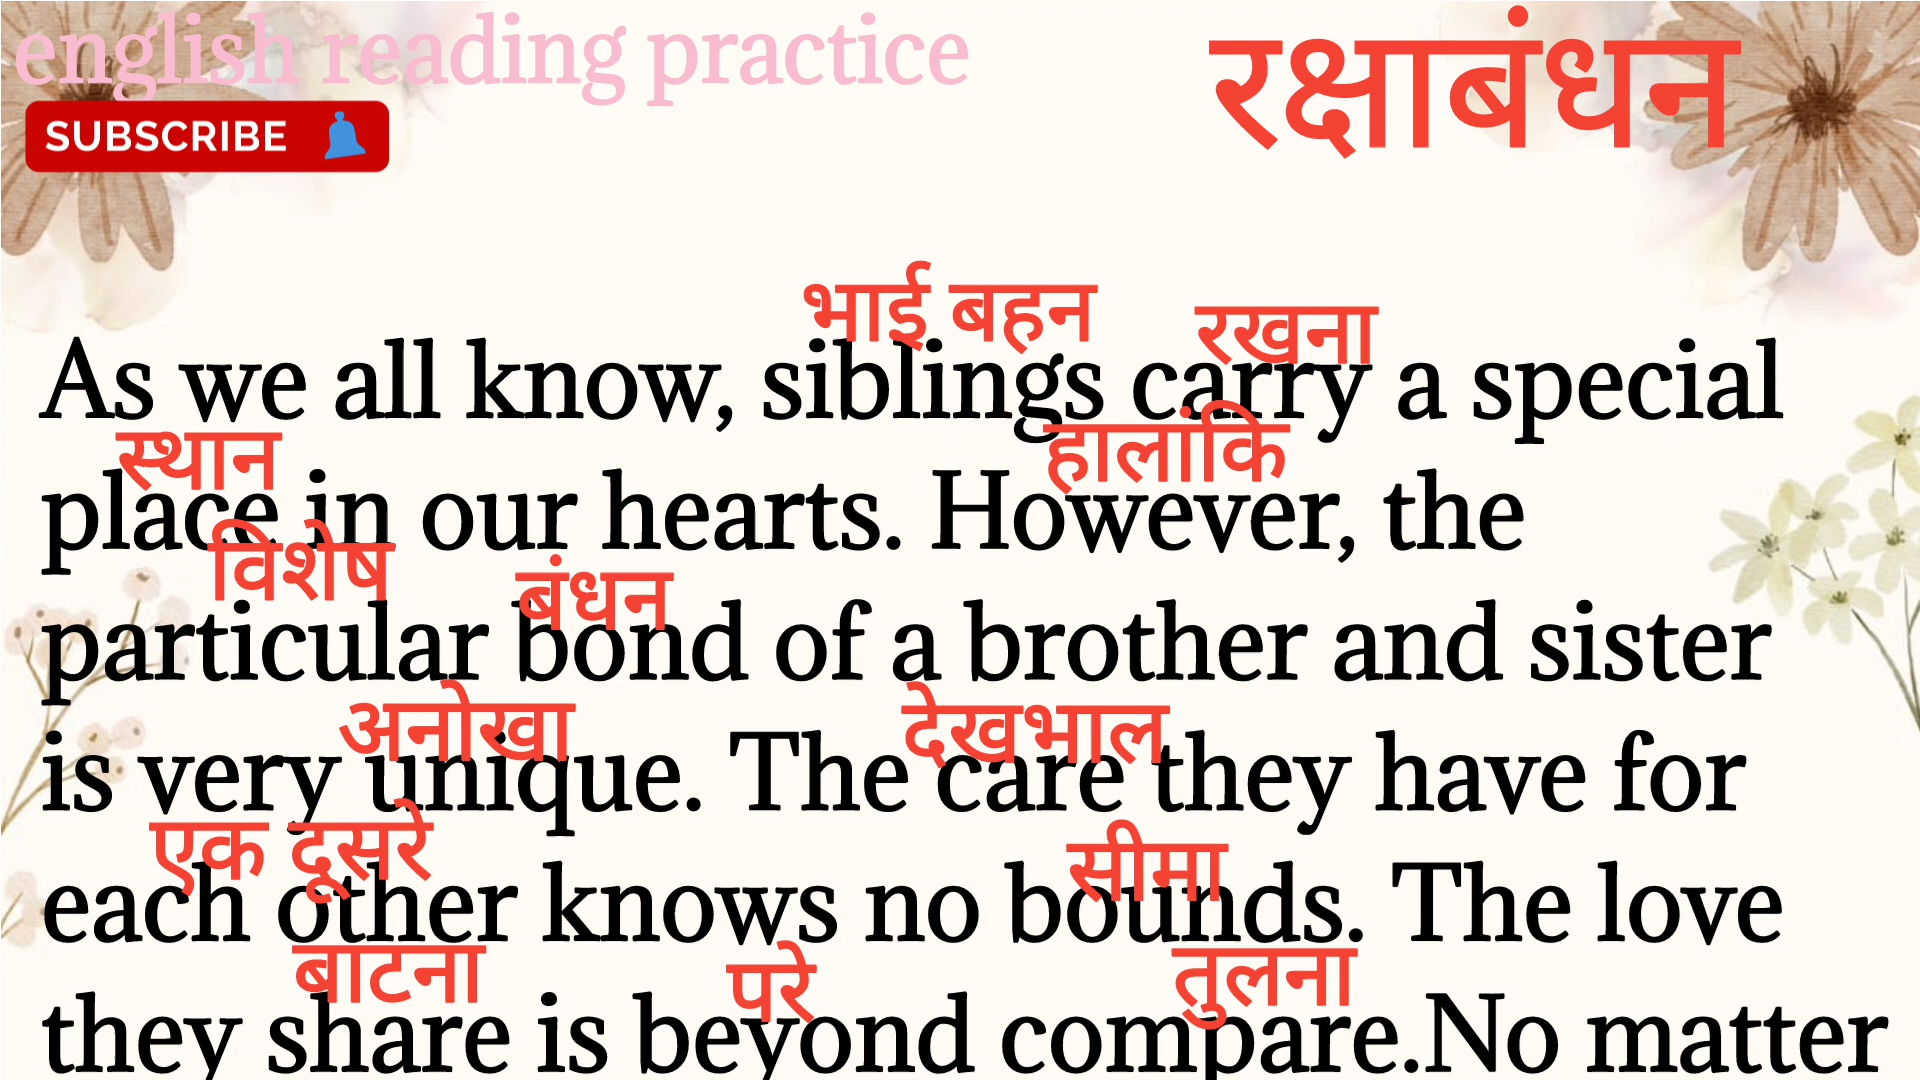 english reading practice
रक्षाबंधन
SUBSCRIBE
भाई बहन रखना
As we all know, siblings carry a special
स्थान हालांकि
place in our hearts. However, the
विशेष बंधन
particular bond of a brother and sister
अनोखा देखभाल
is very unique. The care they have for
एक दूसरे सीमा
each other knows no bounds. The love
बाटना परे तुलना
they share is beyond compare.No matter